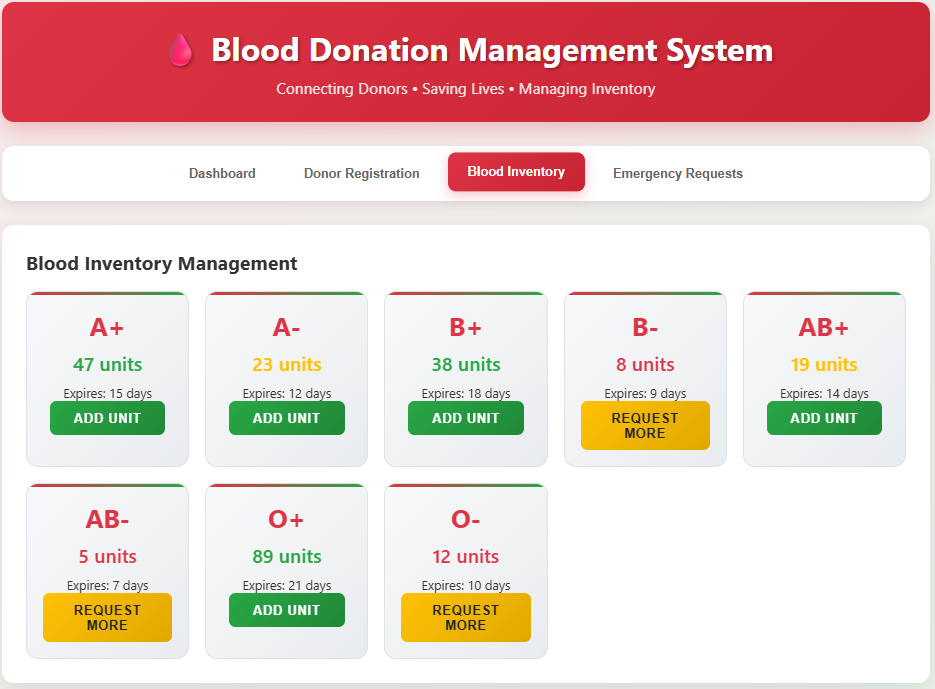 Blood Donation Management System
Connecting Donors • Saving Lives • Managing Inventory
Dashboard
Donor Registration
Blood Inventory
Emergency Requests
Blood Inventory Management
A+
47 units
Expires: 15 days
ADD UNIT
A-
23 units
Expires: 12 days
ADD UNIT
B+
38 units
Expires: 18 days
ADD UNIT
B-
8 units
Expires: 9 days
REQUEST
MORE
AB+
19 units
Expires: 14 days
ADD UNIT
AB-
5 units
Expires: 7 days
REQUEST
MORE
O+
89 units
Expires: 21 days
ADD UNIT
O-
12 units
Expires: 10 days
REQUEST
MORE